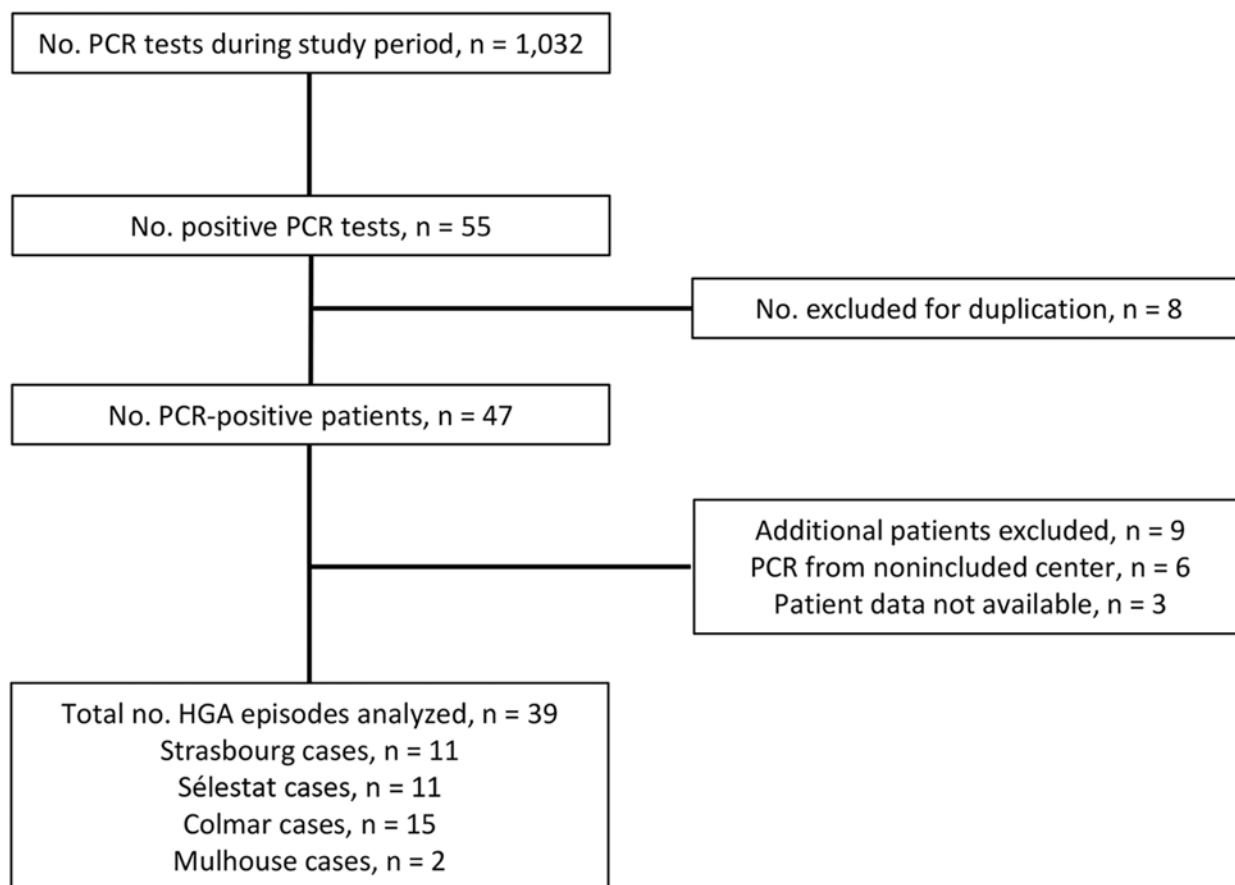 No. PCR tests during study period, n = 1,032
No. positive PCR tests, n = 55
No. excluded for duplication, n = 8
No. PCR-positive patients, n = 47
Additional patients excluded, n = 9
PCR from nonincluded center, n = 6
Patient data not available, n = 3
Total no. HGA episodes analyzed, n = 39
Strasbourg cases, n = 11
Sélestat cases, n = 11
Colmar cases, n = 15
Mulhouse cases, n = 2